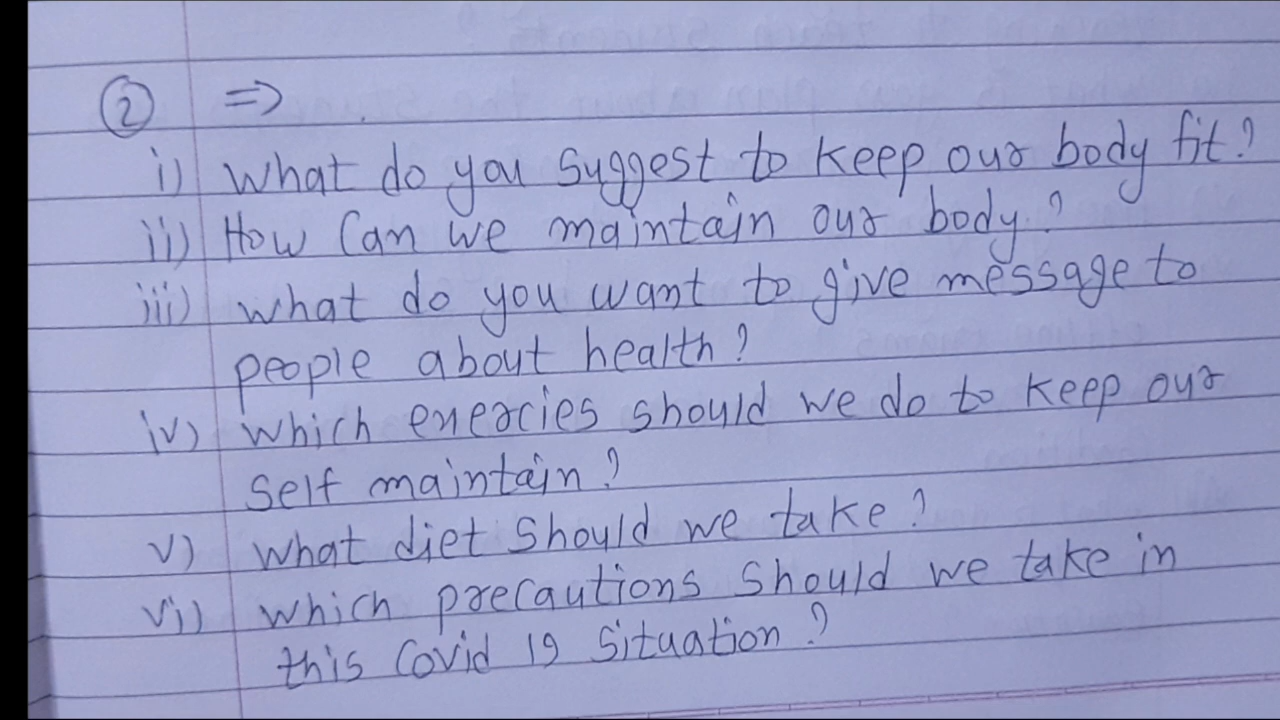 ② ⇒
i) What do you suggest to keep our body fit?
ii) How Can we maintain our body?
iii) what do you want to give message to
people about health?
iv) which exercies should we do to keep our
self maintain?
v) what diet should we take?
vi) which precautions should we take in
this Covid 19 situation?